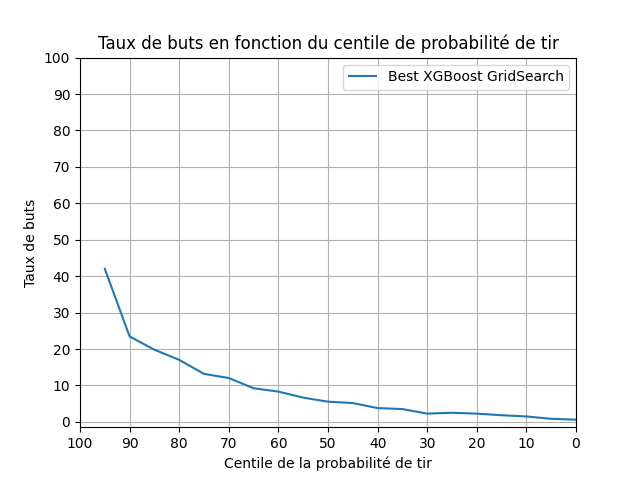 Taux de buts en fonction du centile de probabilité de tir
Best XGBoost GridSearch
Taux de buts
100
90
80
70
60
50
40
30
20
10
0
100 90 80 70 60 50 40 30 20 10 0
Centile de la probabilité de tir